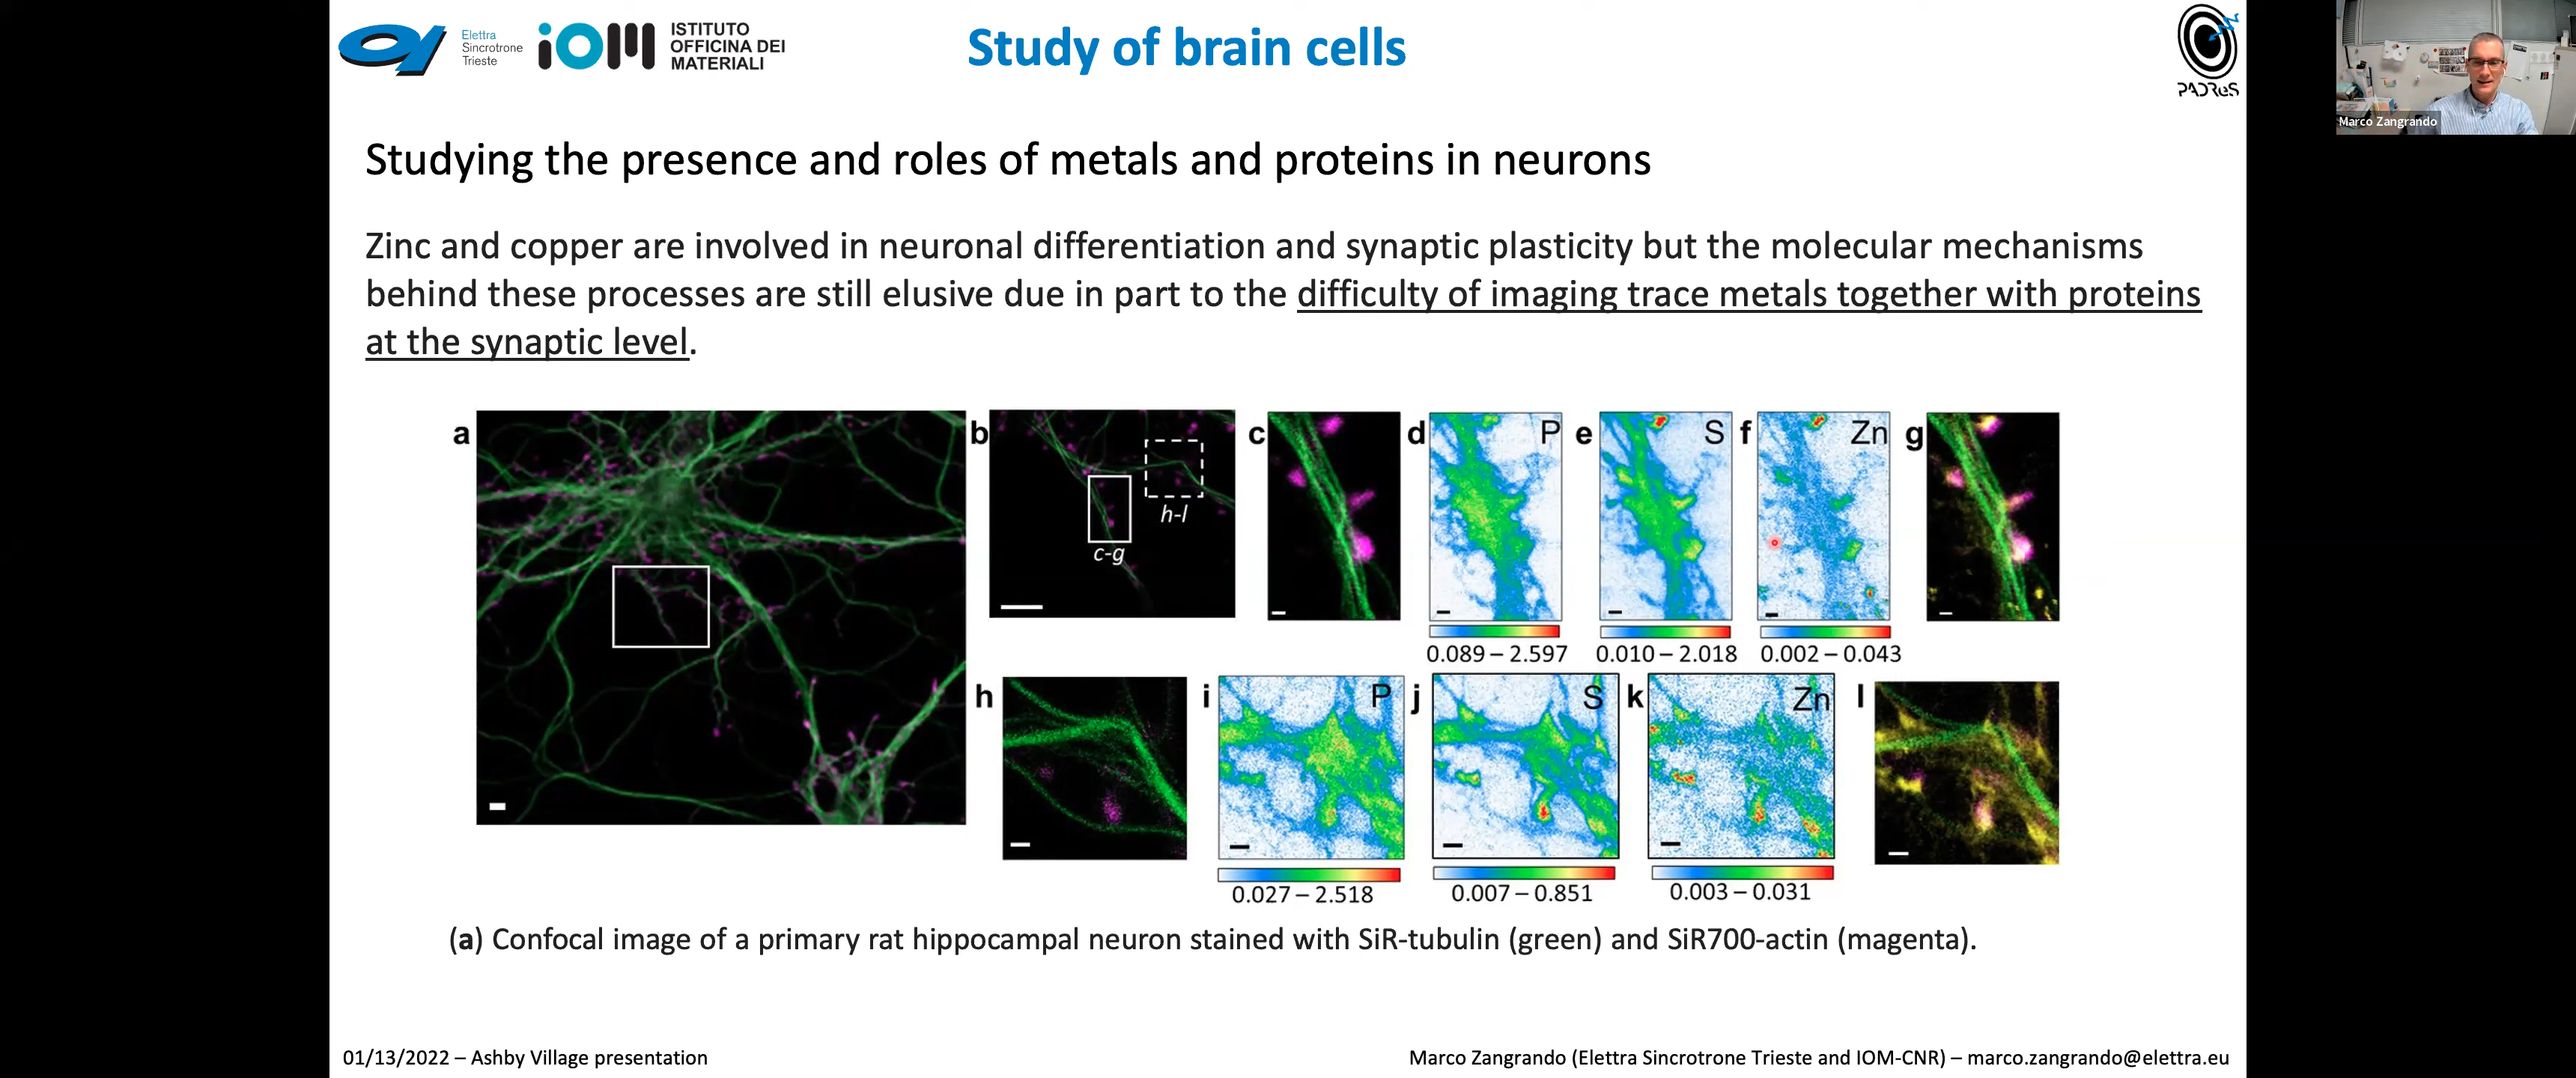 Elettra
Sincrotrone
Trieste
iOM
ISTITUTO
OFFICINA DEI
MATERIALI
Study of brain cells
PADReS
Marco Zangrando
Studying the presence and roles of metals and proteins in neurons
Zinc and copper are involved in neuronal differentiation and synaptic plasticity but the molecular mechanisms
behind these processes are still elusive due in part to the difficulty of imaging trace metals together with proteins
at the synaptic level.
a
b
h-l
c-g
c
d
P
e
S
f
Zn
g
0.089 – 2.597
0.010 – 2.018
0.002 – 0.043
h
i
P
j
S
k
Zn
l
0.027 – 2.518
0.007 – 0.851
0.003 – 0.031
(a) Confocal image of a primary rat hippocampal neuron stained with SiR-tubulin (green) and SiR700-actin (magenta).
01/13/2022 – Ashby Village presentation
Marco Zangrando (Elettra Sincrotrone Trieste and IOM-CNR) – marco.zangrando@elettra.eu